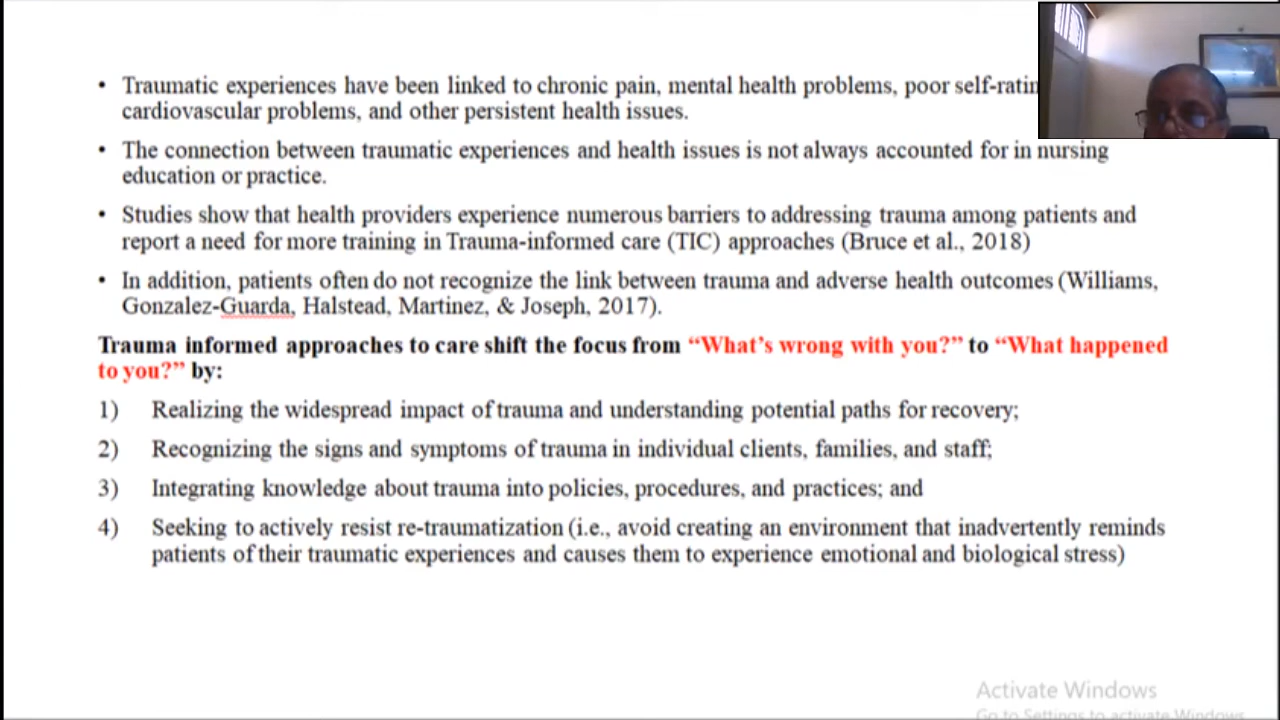 • Traumatic experiences have been linked to chronic pain, mental health problems, poor self-ratin
cardiovascular problems, and other persistent health issues.
• The connection between traumatic experiences and health issues is not always accounted for in nursing
education or practice.
• Studies show that health providers experience numerous barriers to addressing trauma among patients and
report a need for more training in Trauma-informed care (TIC) approaches (Bruce et al., 2018)
• In addition, patients often do not recognize the link between trauma and adverse health outcomes (Williams,
Gonzalez-Guarda, Halstead, Martinez, & Joseph, 2017).
Trauma informed approaches to care shift the focus from “What’s wrong with you?” to “What happened
to you?” by:
1) Realizing the widespread impact of trauma and understanding potential paths for recovery;
2) Recognizing the signs and symptoms of trauma in individual clients, families, and staff;
3) Integrating knowledge about trauma into policies, procedures, and practices; and
4) Seeking to actively resist re-traumatization (i.e., avoid creating an environment that inadvertently reminds
patients of their traumatic experiences and causes them to experience emotional and biological stress)
Activate Windows
Go to Settings to activate Windows.